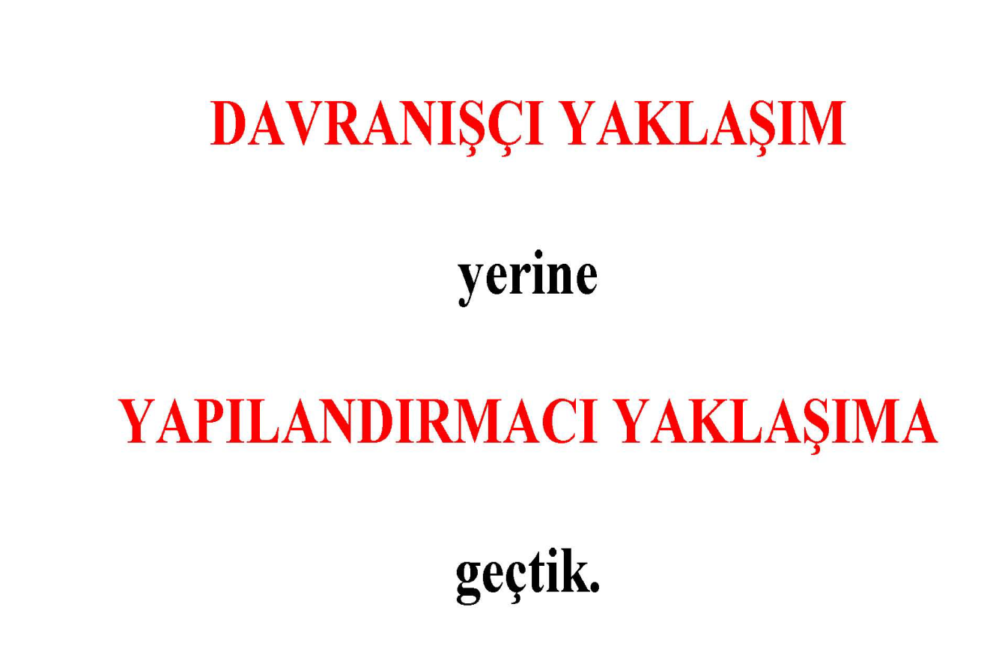 DAVRANIŞÇI YAKLAŞIM
yerine
YAPILANDIRMACI YAKLAŞIMA
geçtik.